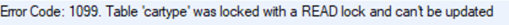 Error Code: 1099. Table 'cartype' was locked with a READ lock and can't be updated